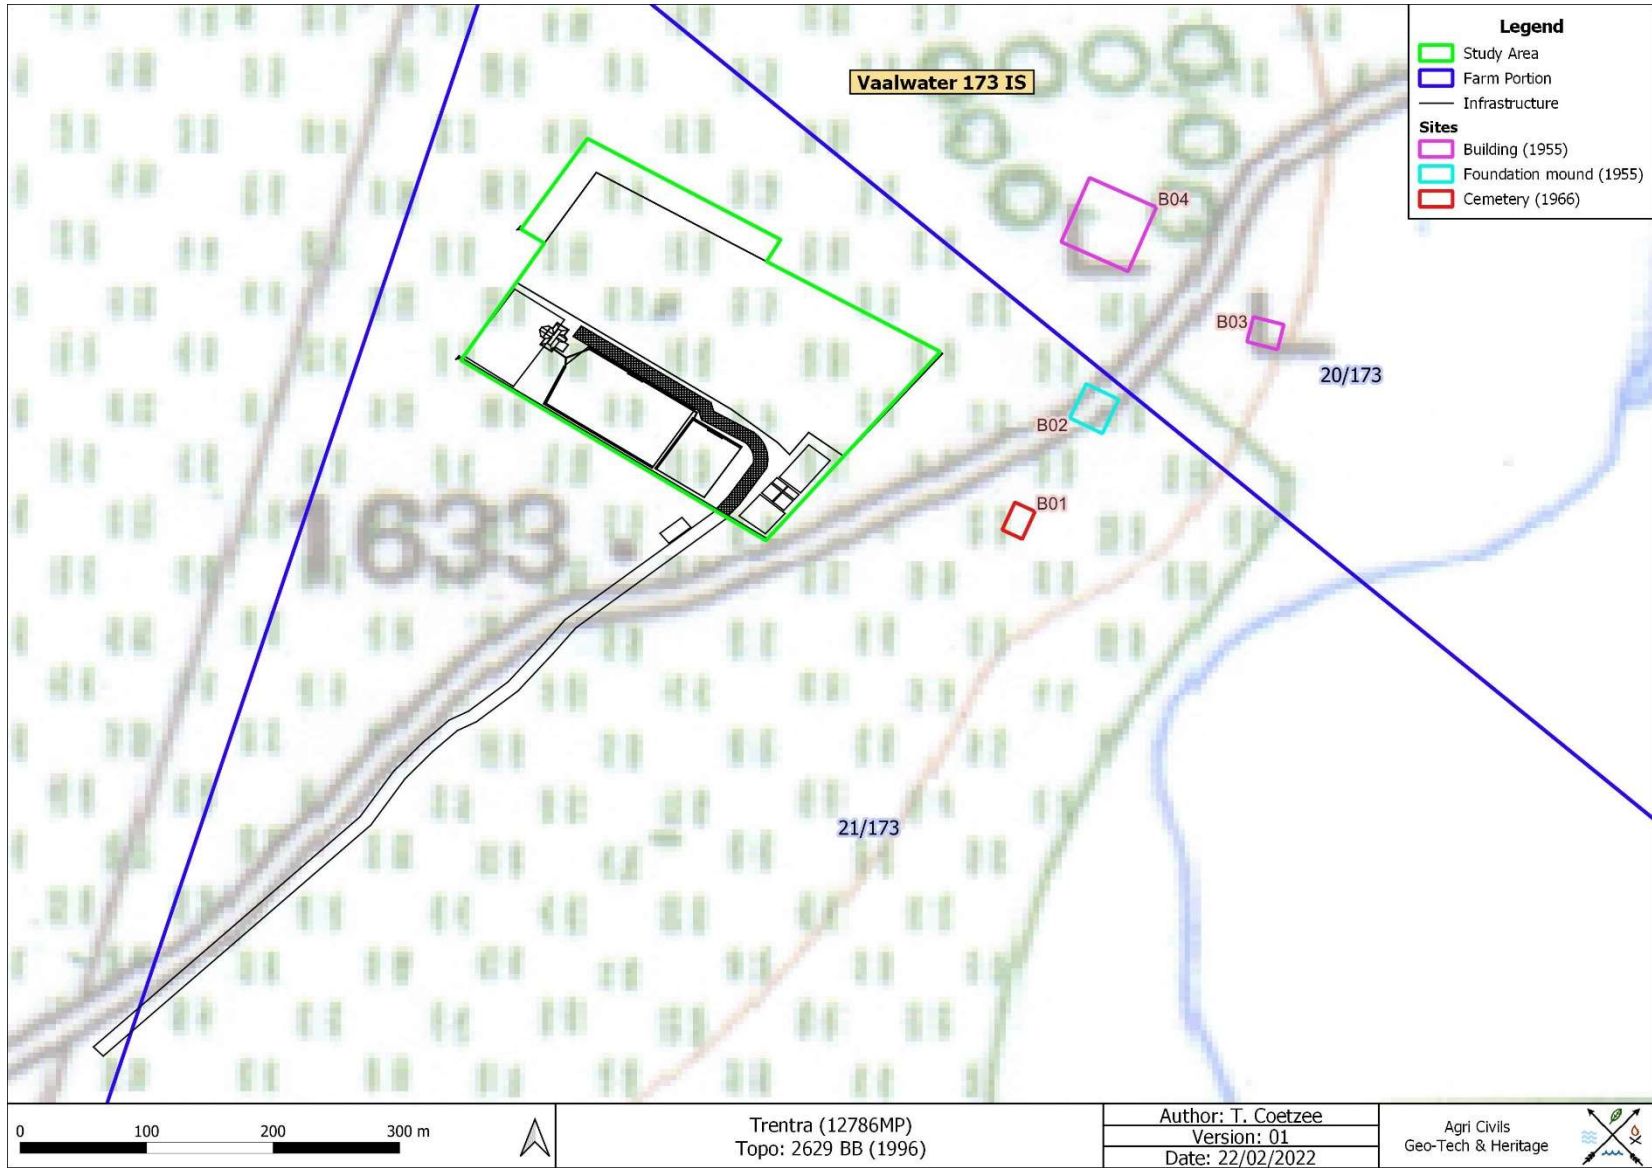 Vaalwater 173 IS
Legend
Study Area
Farm Portion
Infrastructure
Sites
Building (1955)
Foundation mound (1955)
Cemetery (1966)
B04
B03
20/173
B02
B01
1633
21/173
0 100 200 300 m
Trentra (12786MP)
Topo: 2629 BB (1996)
Author: T. Coetzee
Version: 01
Date: 22/02/2022
Agri Civils
Geo-Tech & Heritage